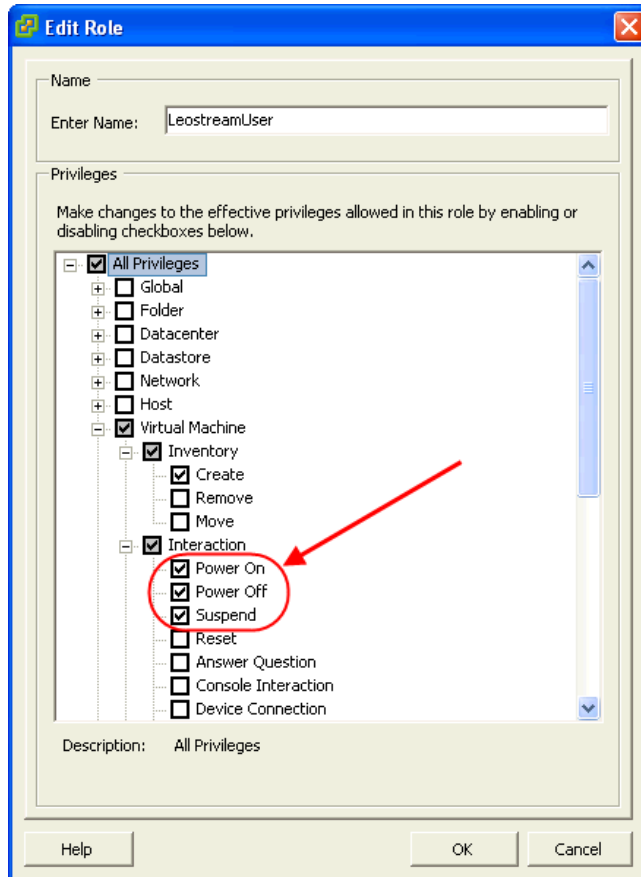 Edit Role
Name
Enter Name: LeostreamUser
Privileges
Make changes to the effective privileges allowed in this role by enabling or
disabling checkboxes below.
All Privileges
Global
Folder
Datacenter
Datastore
Network
Host
Virtual Machine
Inventory
Create
Remove
Move
Interaction
Power On
Power Off
Suspend
Reset
Answer Question
Console Interaction
Device Connection
Description: All Privileges
Help OK Cancel